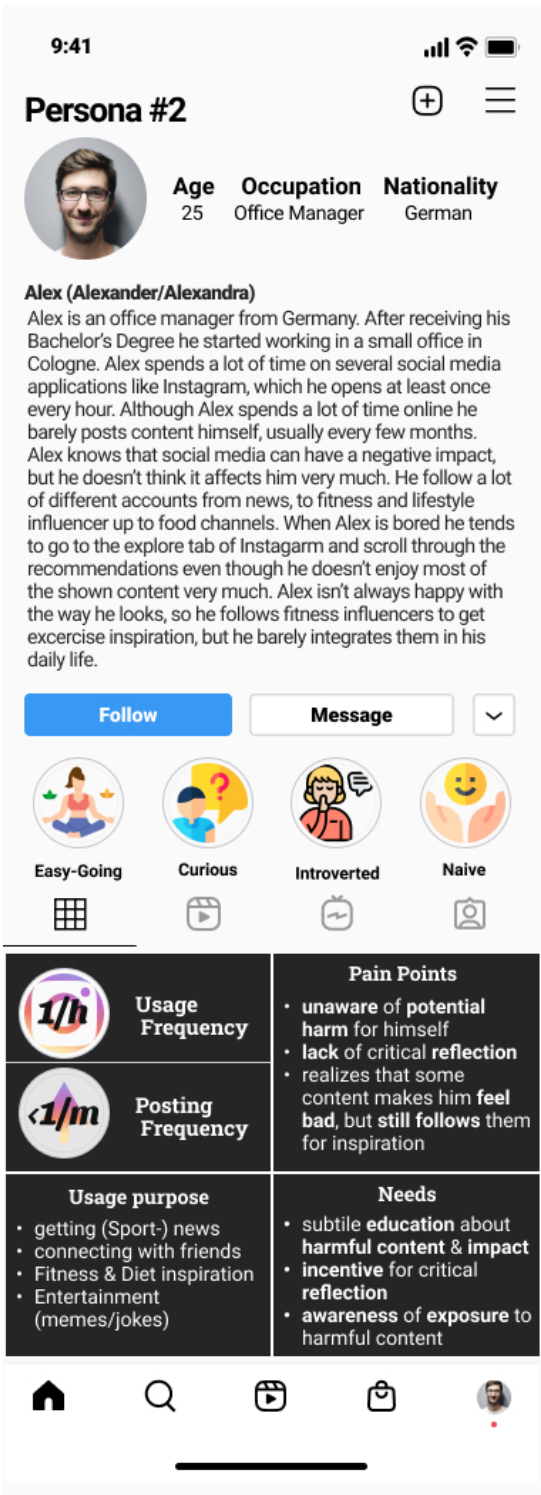 9:41
Persona #2
Age Occupation Nationality
25 Office Manager German
Alex (Alexander/Alexandra)
Alex is an office manager from Germany. After receiving his
Bachelor's Degree he started working in a small office in
Cologne. Alex spends a lot of time on several social media
applications like Instagram, which he opens at least once
every hour. Although Alex spends a lot of time online he
barely posts content himself, usually every few months.
Alex knows that social media can have a negative impact,
but he doesn't think it affects him very much. He follow a lot
of different accounts from news, to fitness and lifestyle
influencer up to food channels. When Alex is bored he tends
to go to the explore tab of Instagarm and scroll through the
recommendations even though he doesn't enjoy most of
the shown content very much. Alex isn't always happy with
the way he looks, so he follows fitness influencers to get
excercise inspiration, but he barely integrates them in his
daily life.
Follow Message
Easy-Going Curious Introverted Naive
1/h
Usage
Frequency
<1/m
Posting
Frequency
Pain Points
• unaware of potential
harm for himself
• lack of critical reflection
• realizes that some
content makes him feel
bad, but still follows them
for inspiration
Usage purpose
• getting (Sport-) news
• connecting with friends
• Fitness & Diet inspiration
• Entertainment
(memes/jokes)
Needs
• subtile education about
harmful content & impact
• incentive for critical
reflection
• awareness of exposure to
harmful content